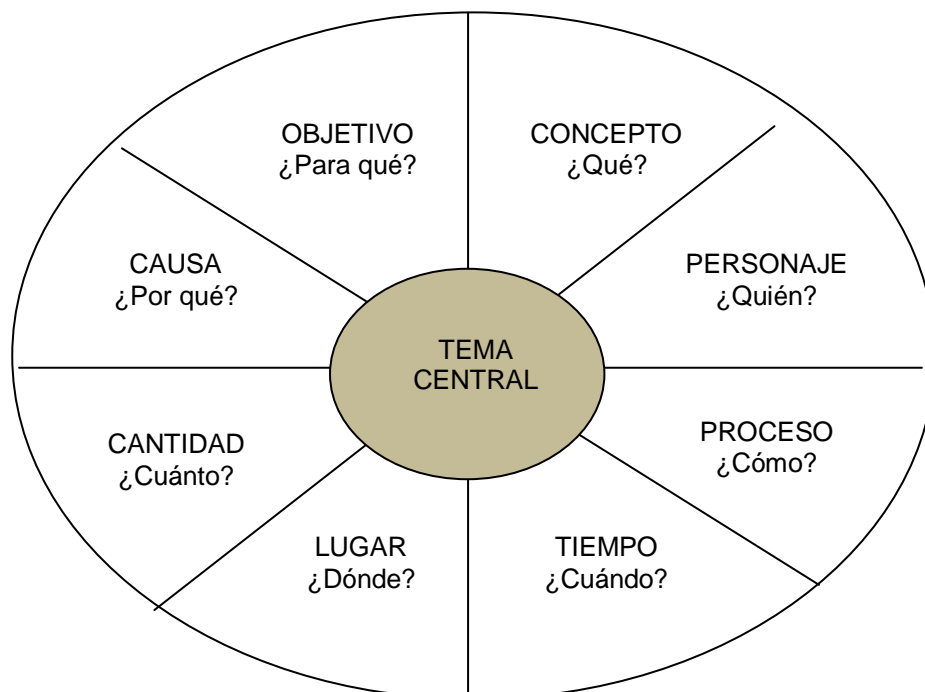 OBJETIVO
¿Para qué?
CONCEPTO
¿Qué?
CAUSA
¿Por qué?
PERSONAJE
¿Quién?
TEMA
CENTRAL
CANTIDAD
¿Cuánto?
PROCESO
¿Cómo?
LUGAR
¿Dónde?
TIEMPO
¿Cuándo?